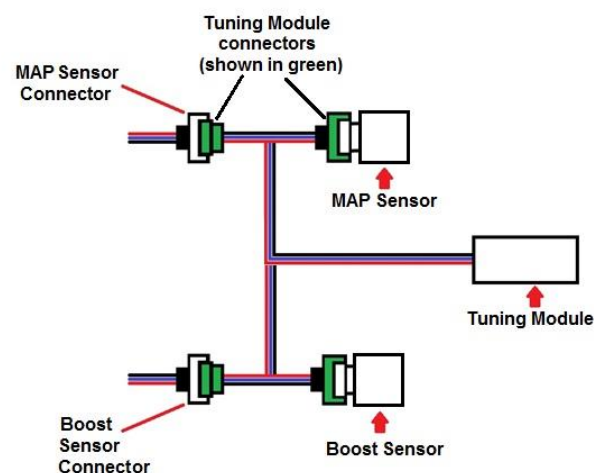 Tuning Module
connectors
(shown in green)
MAP Sensor
Connector
MAP Sensor
Tuning Module
Boost
Sensor
Connector
Boost Sensor